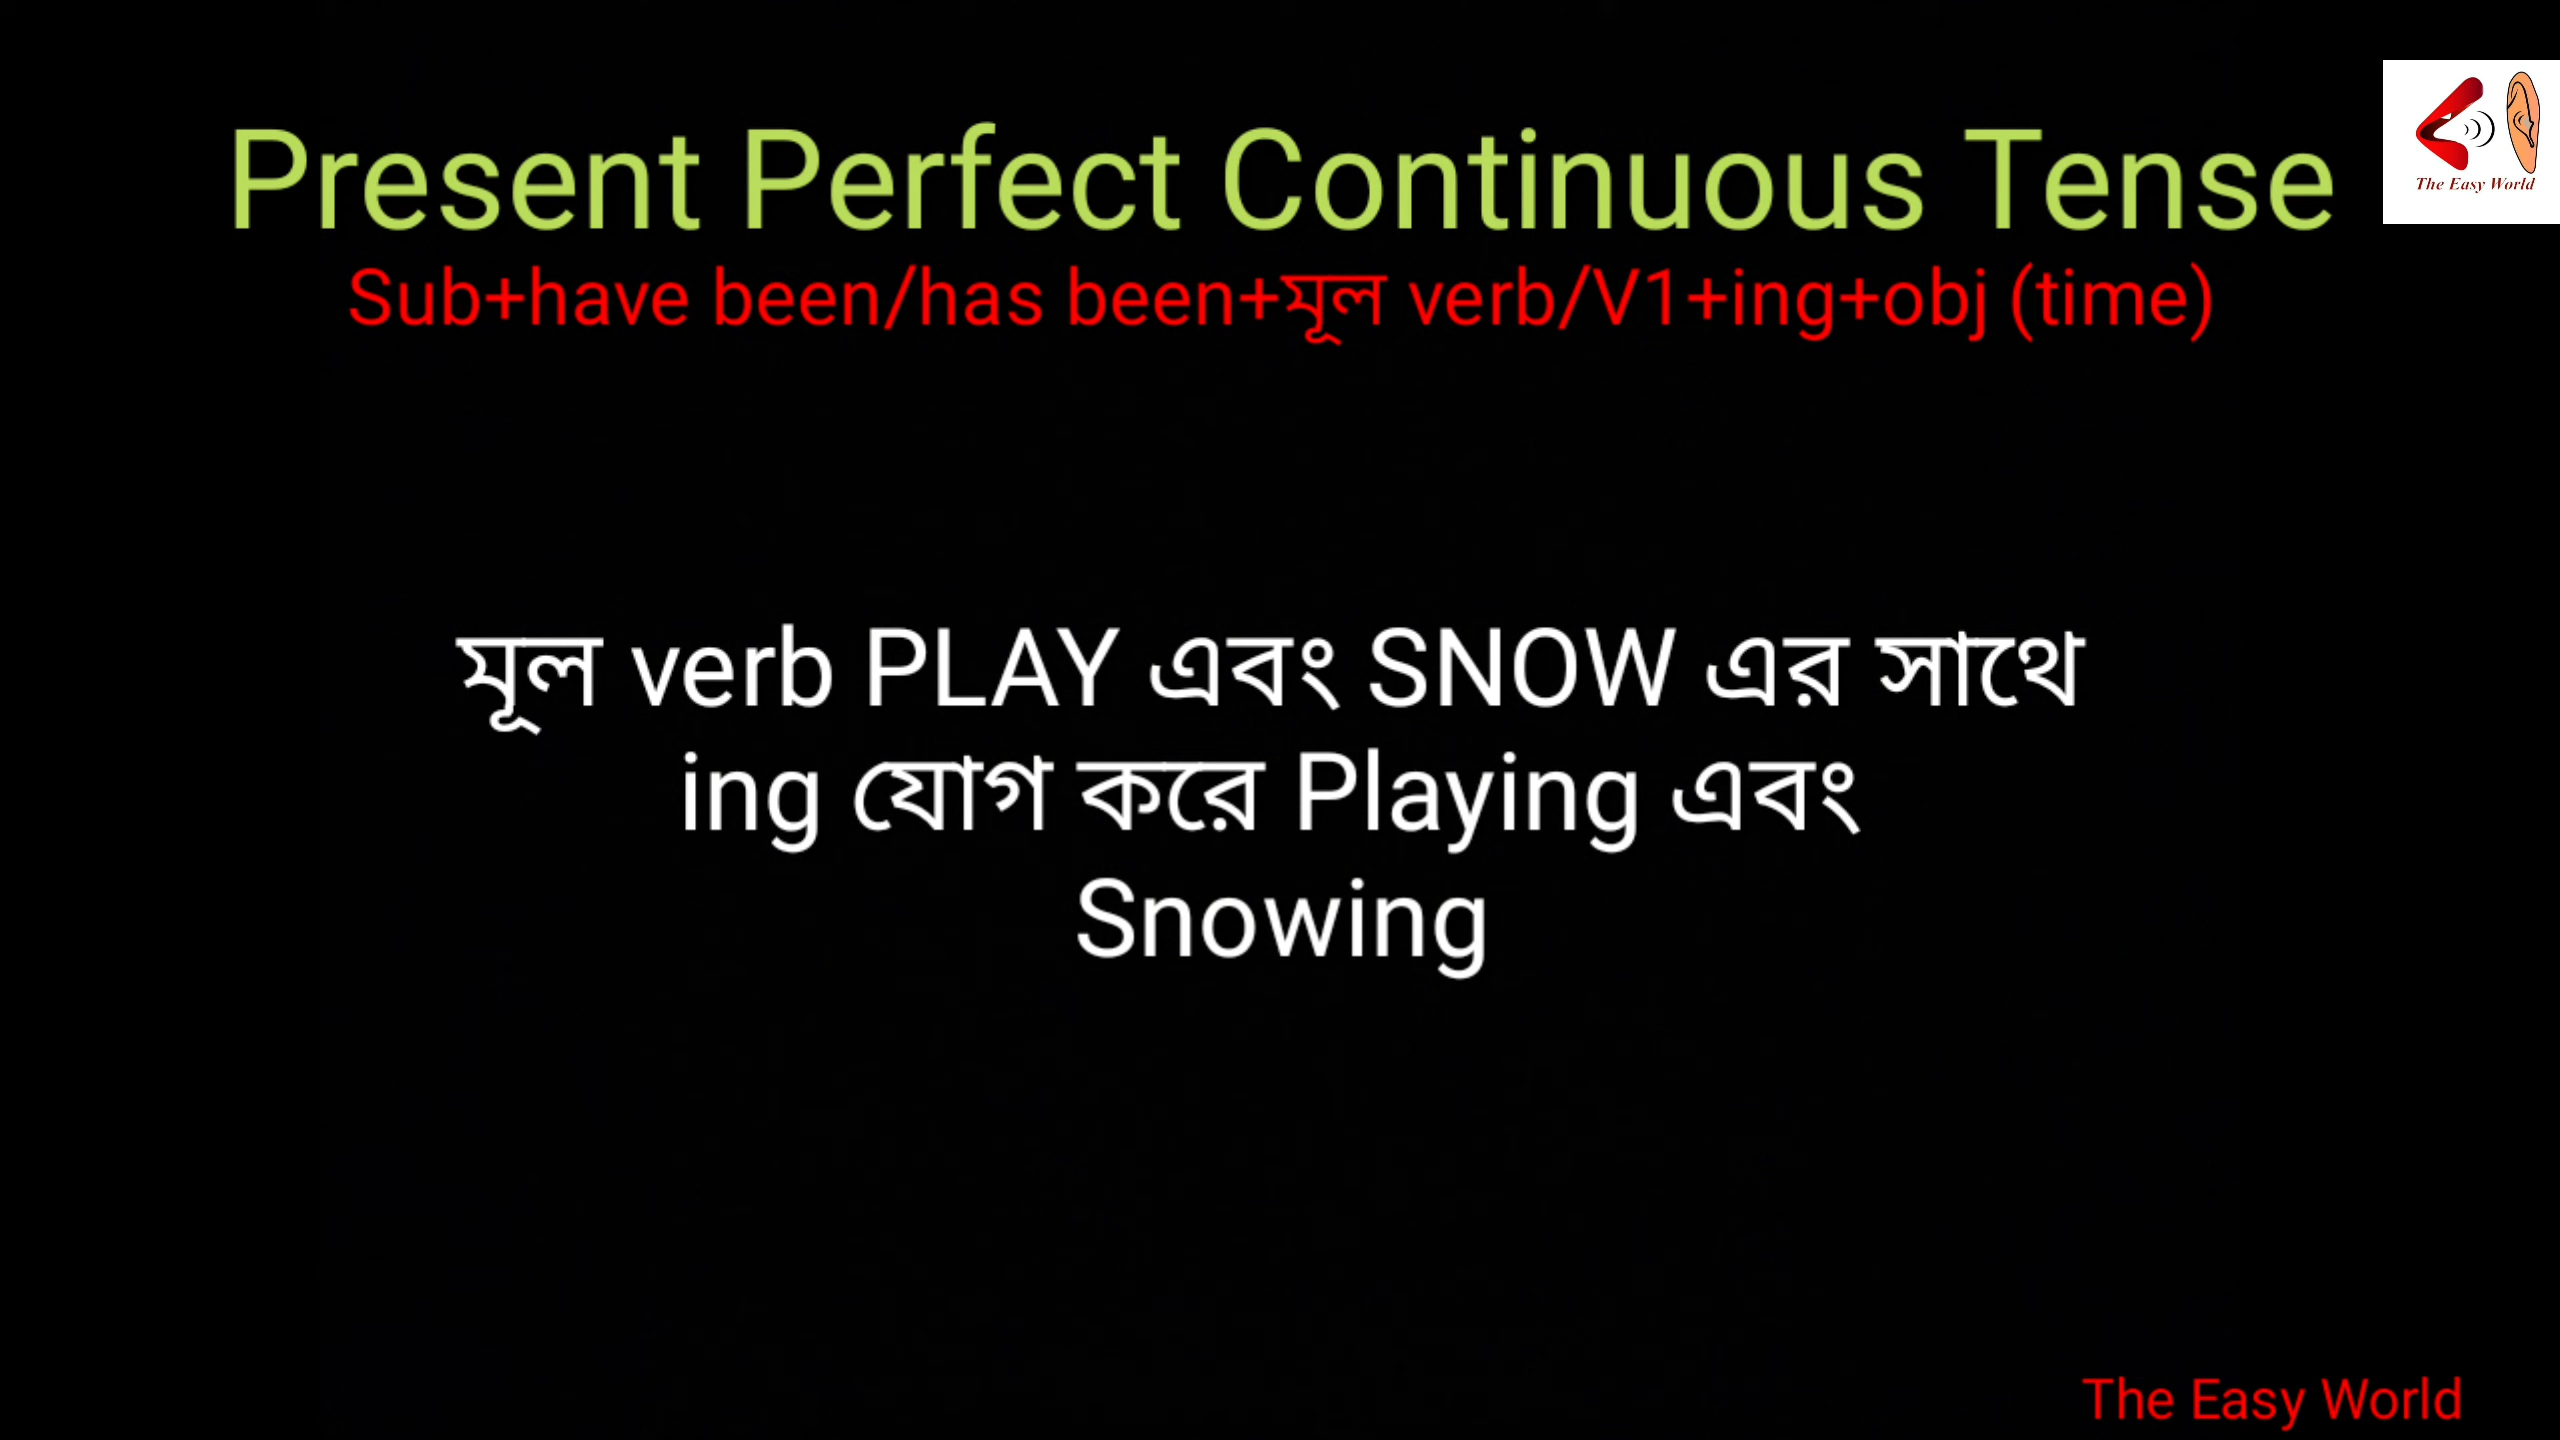 Present Perfect Continuous Tense
The Easy World
Sub+have been/has been+মূল verb/V1+ing+obj (time)
মূল verb PLAY এবং SNOW এর সাথে
ing যোগ করে Playing এবং
Snowing
The Easy World